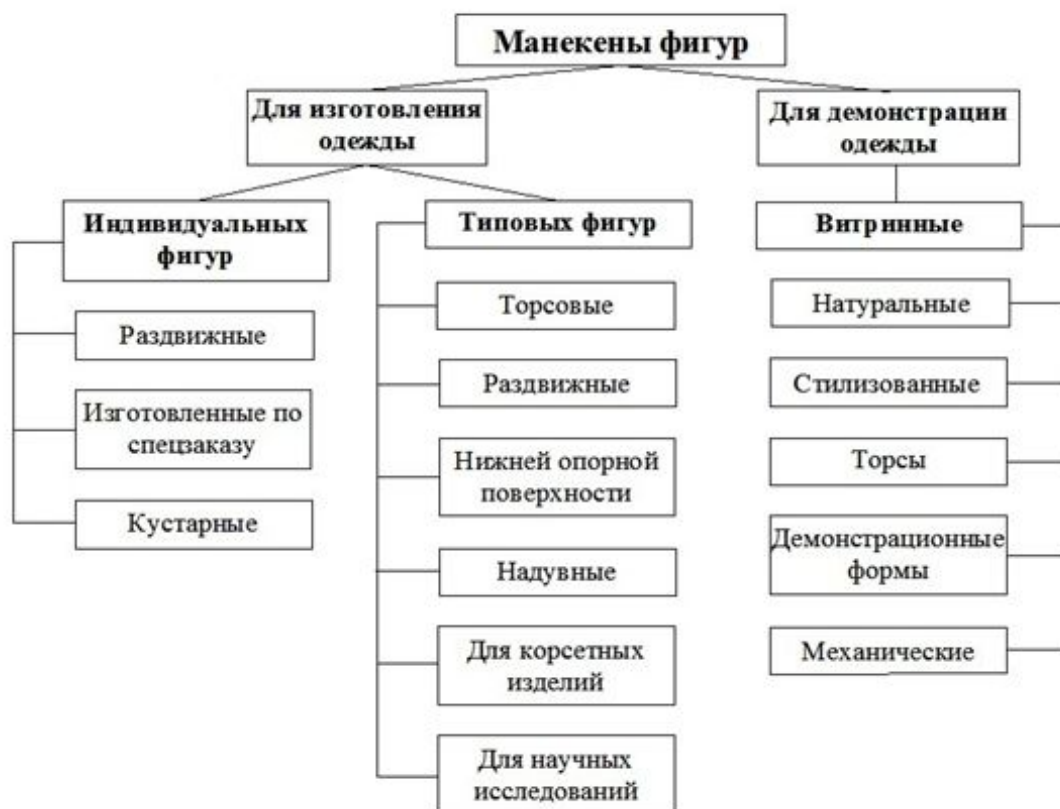 Манекены фигур
Для изготовления
одежды
Для демонстрации
одежды
Индивидуальных
фигур
Раздвижные
Изготовленные по
спецзаказу
Кустарные
Типовых фигур
Торсовые
Раздвижные
Нижней опорной
поверхности
Надувные
Для корсетных
изделий
Для научных
исследований
Витринные
Натуральные
Стилизованные
Торсы
Демонстрационные
формы
Механические